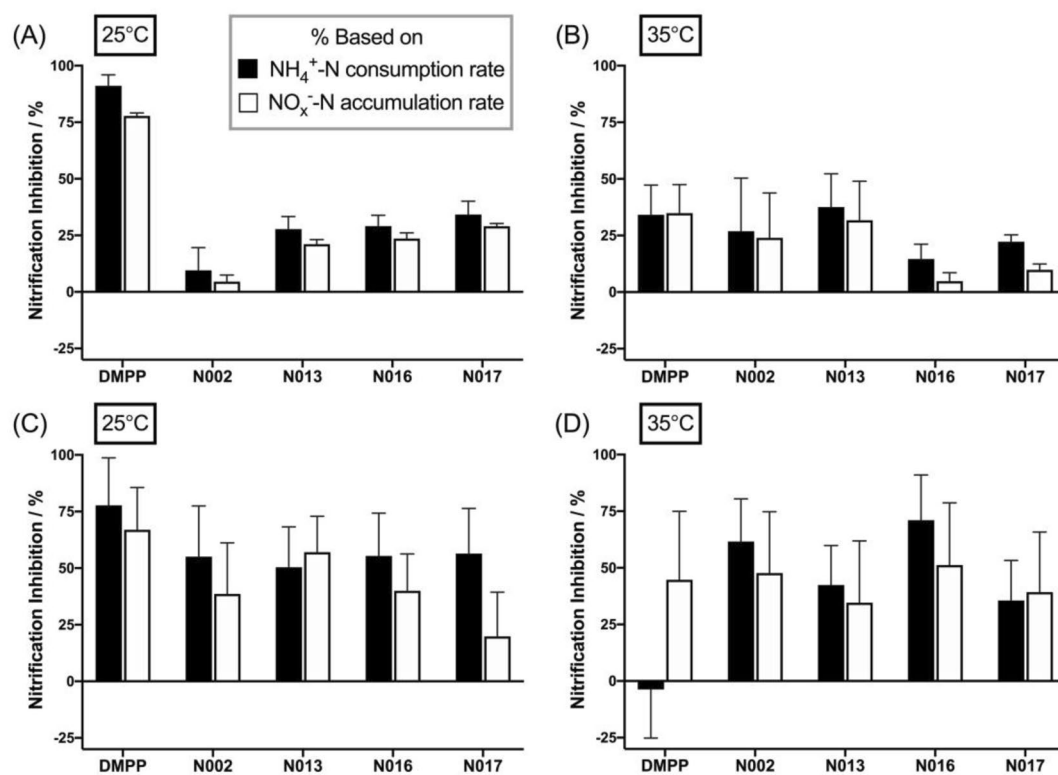 (A)
25°C
% Based on
NH₄⁺-N consumption rate
NOₓ⁻-N accumulation rate
Nitrification Inhibition / %
100
75
50
25
0
-25
DMPP N002 N013 N016 N017
(B)
35°C
Nitrification Inhibition / %
100
75
50
25
0
-25
DMPP N002 N013 N016 N017
(C)
25°C
Nitrification Inhibition / %
100
75
50
25
0
-25
DMPP N002 N013 N016 N017
(D)
35°C
Nitrification Inhibition / %
100
75
50
25
0
-25
DMPP N002 N013 N016 N017